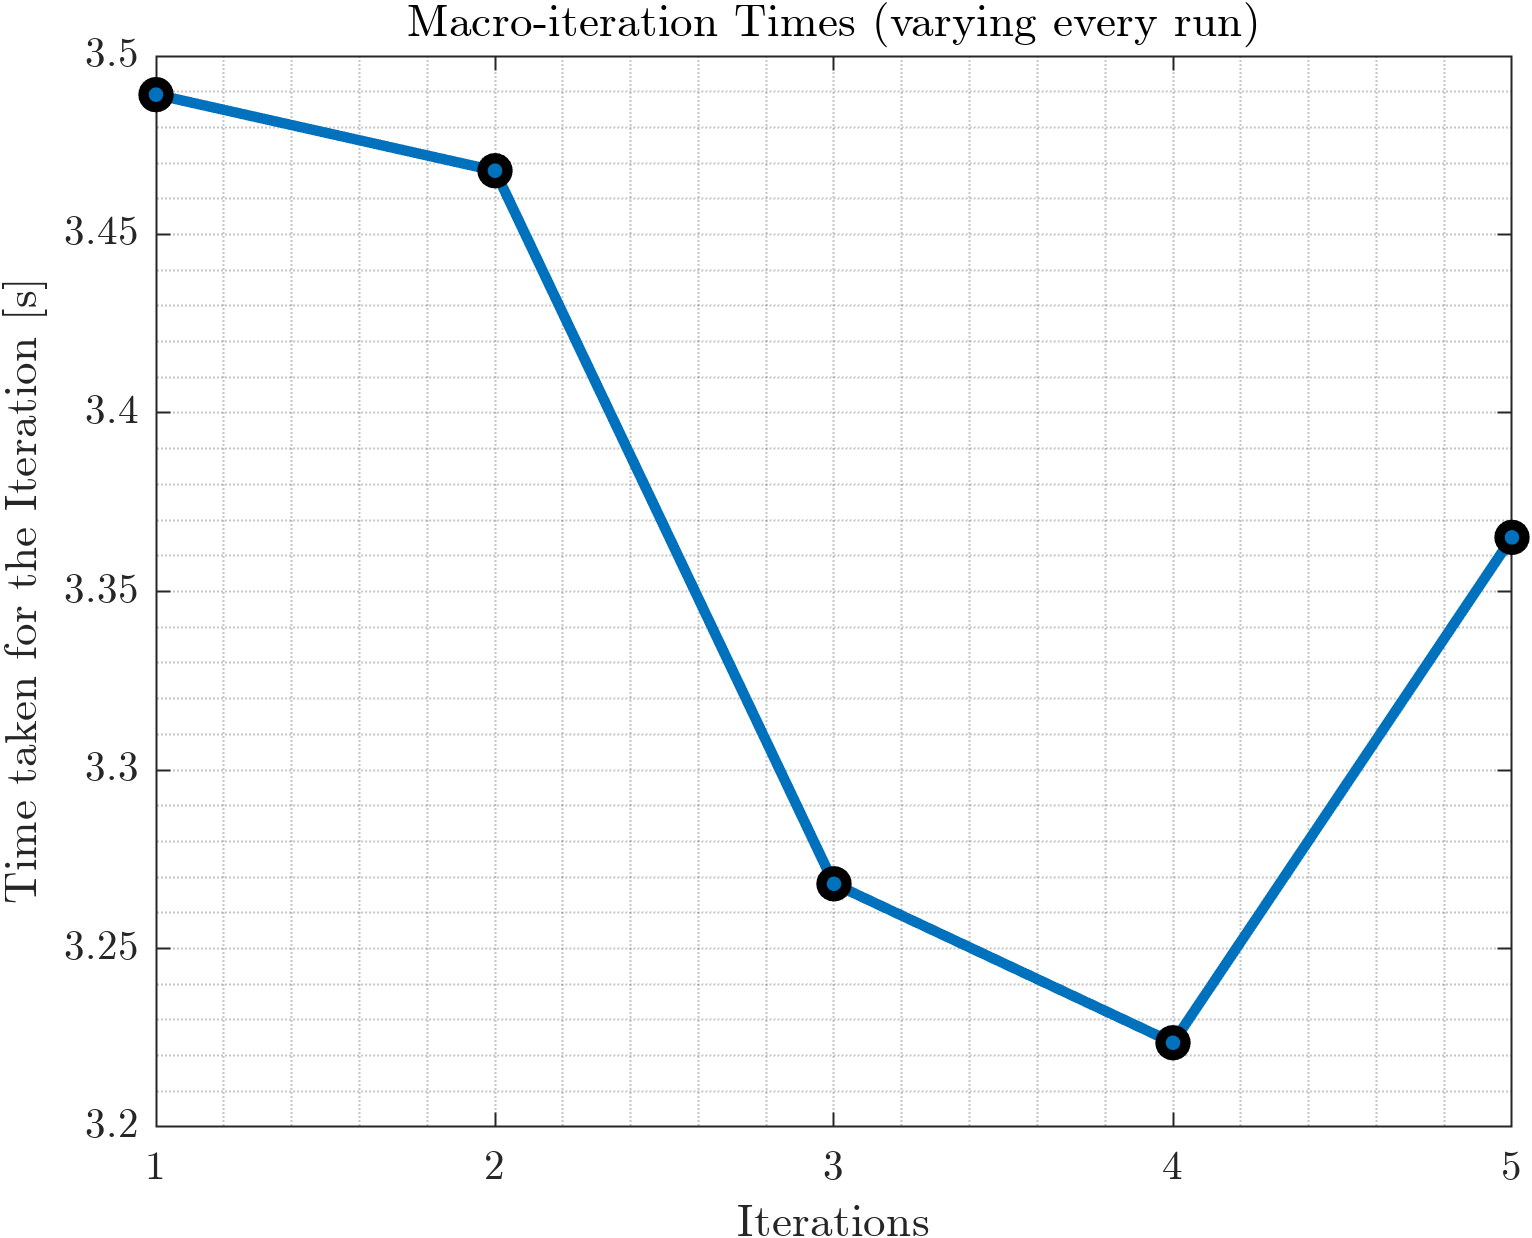 Macro-iteration Times (varying every run)
3.5
3.45
3.4
3.35
3.3
3.25
3.2
Time taken for the Iteration [s]
1 2 3 4 5
Iterations